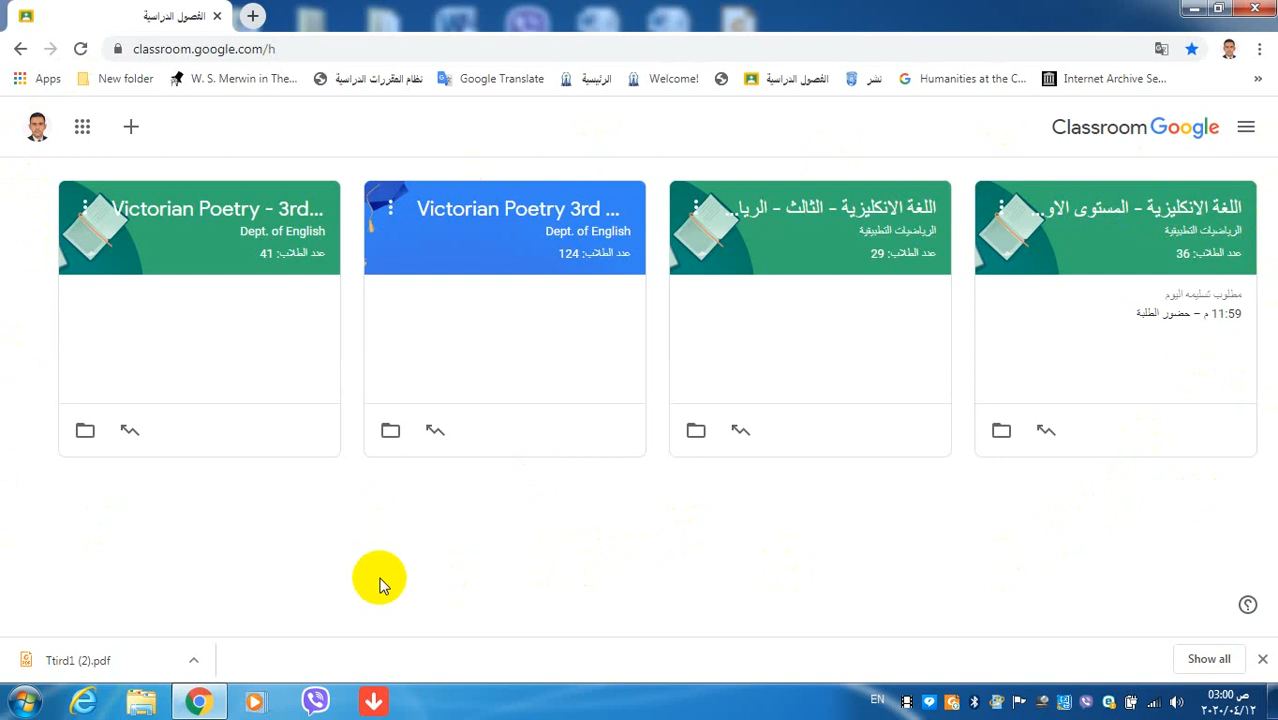 الفصول الدراسية
classroom.google.com/h
Apps
New folder
W. S. Merwin in The...
نظام المقررات الدراسية
Google Translate
الرئيسية
Welcome!
الفصول الدراسية
نشر
Humanities at the C...
Internet Archive Se...
»
Classroom Google
Victorian Poetry - 3rd...
Dept. of English
عدد الطلاب: 41
Victorian Poetry 3rd ...
Dept. of English
عدد الطلاب: 124
اللغة الانكليزية - الثالث - الريا...
الرياضيات التطبيقية
عدد الطلاب: 29
اللغة الانكليزية - المستوى الاو...
الرياضيات التطبيقية
عدد الطلاب: 36
مطلوب تسليمه اليوم
11:59 م – حضور الطلبة
Ttird1 (2).pdf
Show all
EN
03:00 ص
٢٠٢٠/٠٤/١٢